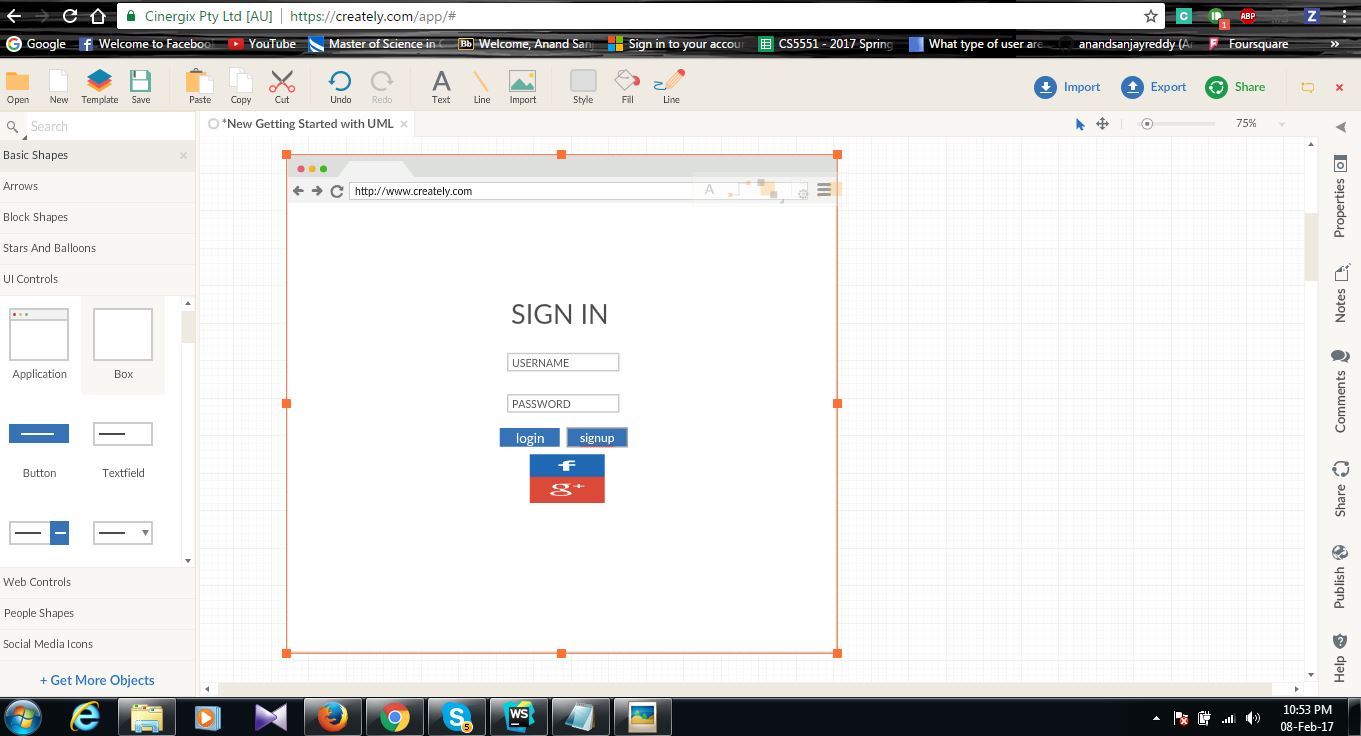 Cinergix Pty Ltd [AU] https://creately.com/app/#
1 ABP Z
Google Welcome to Faceboo YouTube Master of Science in Welcome, Anand Sanj Sign in to your accou CS5551 - 2017 Spring What type of user are anandsanjayreddy (A Foursquare »
Open New Template Save Paste Copy Cut Undo Redo Text Line Import Style Fill Line
Import Export Share
Search
*New Getting Started with UML
75%
Basic Shapes
Arrows
Block Shapes
Stars And Balloons
UI Controls
Application Box
Button Textfield
Web Controls
People Shapes
Social Media Icons
+ Get More Objects
http://www.creately.com
A
SIGN IN
USERNAME
PASSWORD
login signup
f
g+
Properties
Notes
Comments
Share
Publish
Help
S 5
WS
10:53 PM
08-Feb-17